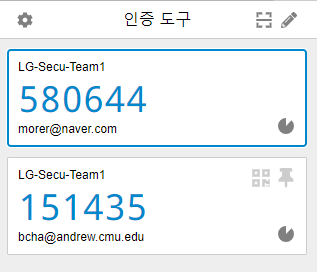 인증 도구
LG-Secu-Team1
580644
morer@naver.com
LG-Secu-Team1
151435
bcha@andrew.cmu.edu